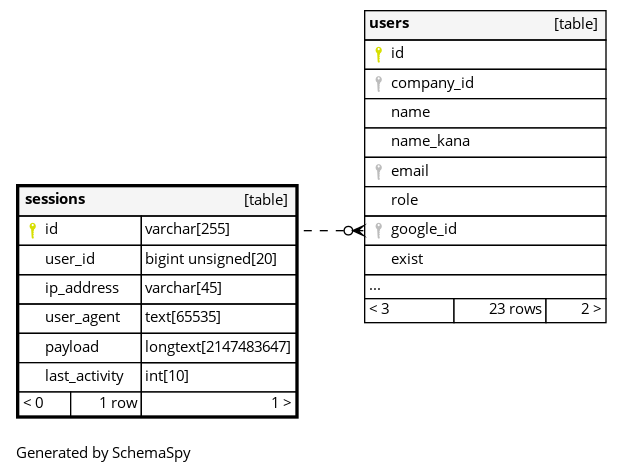 users [table]
id
company_id
name
name_kana
email
role
google_id
exist
...
< 3 23 rows 2 >
sessions [table]
id varchar[255]
user_id bigint unsigned[20]
ip_address varchar[45]
user_agent text[65535]
payload longtext[2147483647]
last_activity int[10]
< 0 1 row 1 >
Generated by SchemaSpy